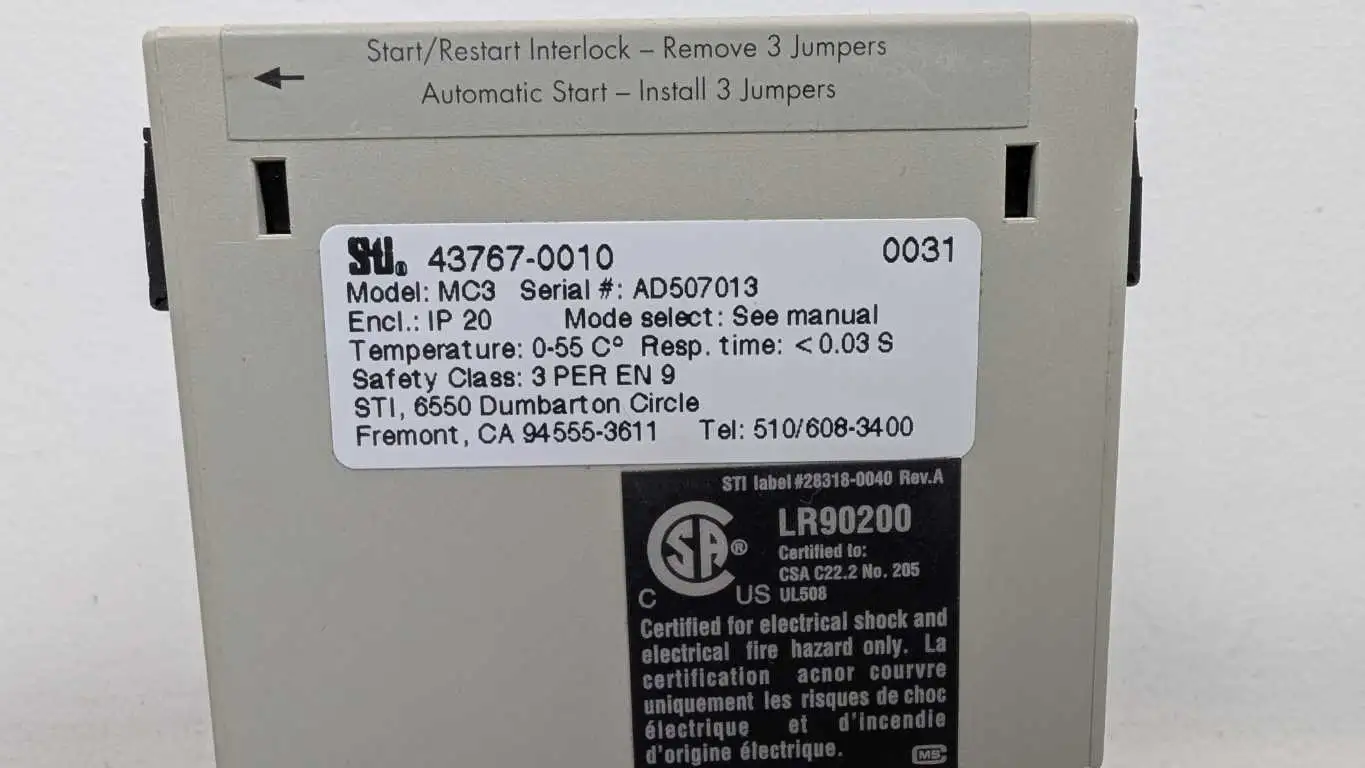 Start/Restart Interlock – Remove 3 Jumpers
Automatic Start – Install 3 Jumpers
STI® 43767-0010 0031
Model: MC3 Serial #: AD507013
Encl.: IP 20 Mode select: See manual
Temperature: 0-55 C° Resp. time: < 0.03 S
Safety Class: 3 PER EN 9
STI, 6550 Dumbarton Circle
Fremont, CA 94555-3611 Tel: 510/608-3400
STI label #28318-0040 Rev.A
CSA® LR90200
Certified to:
CSA C22.2 No. 205
C US UL508
Certified for electrical shock and
electrical fire hazard only. La
certification acnor courvre
uniquement les risques de choc
électrique et d'incendie
d'origine électrique.
MS